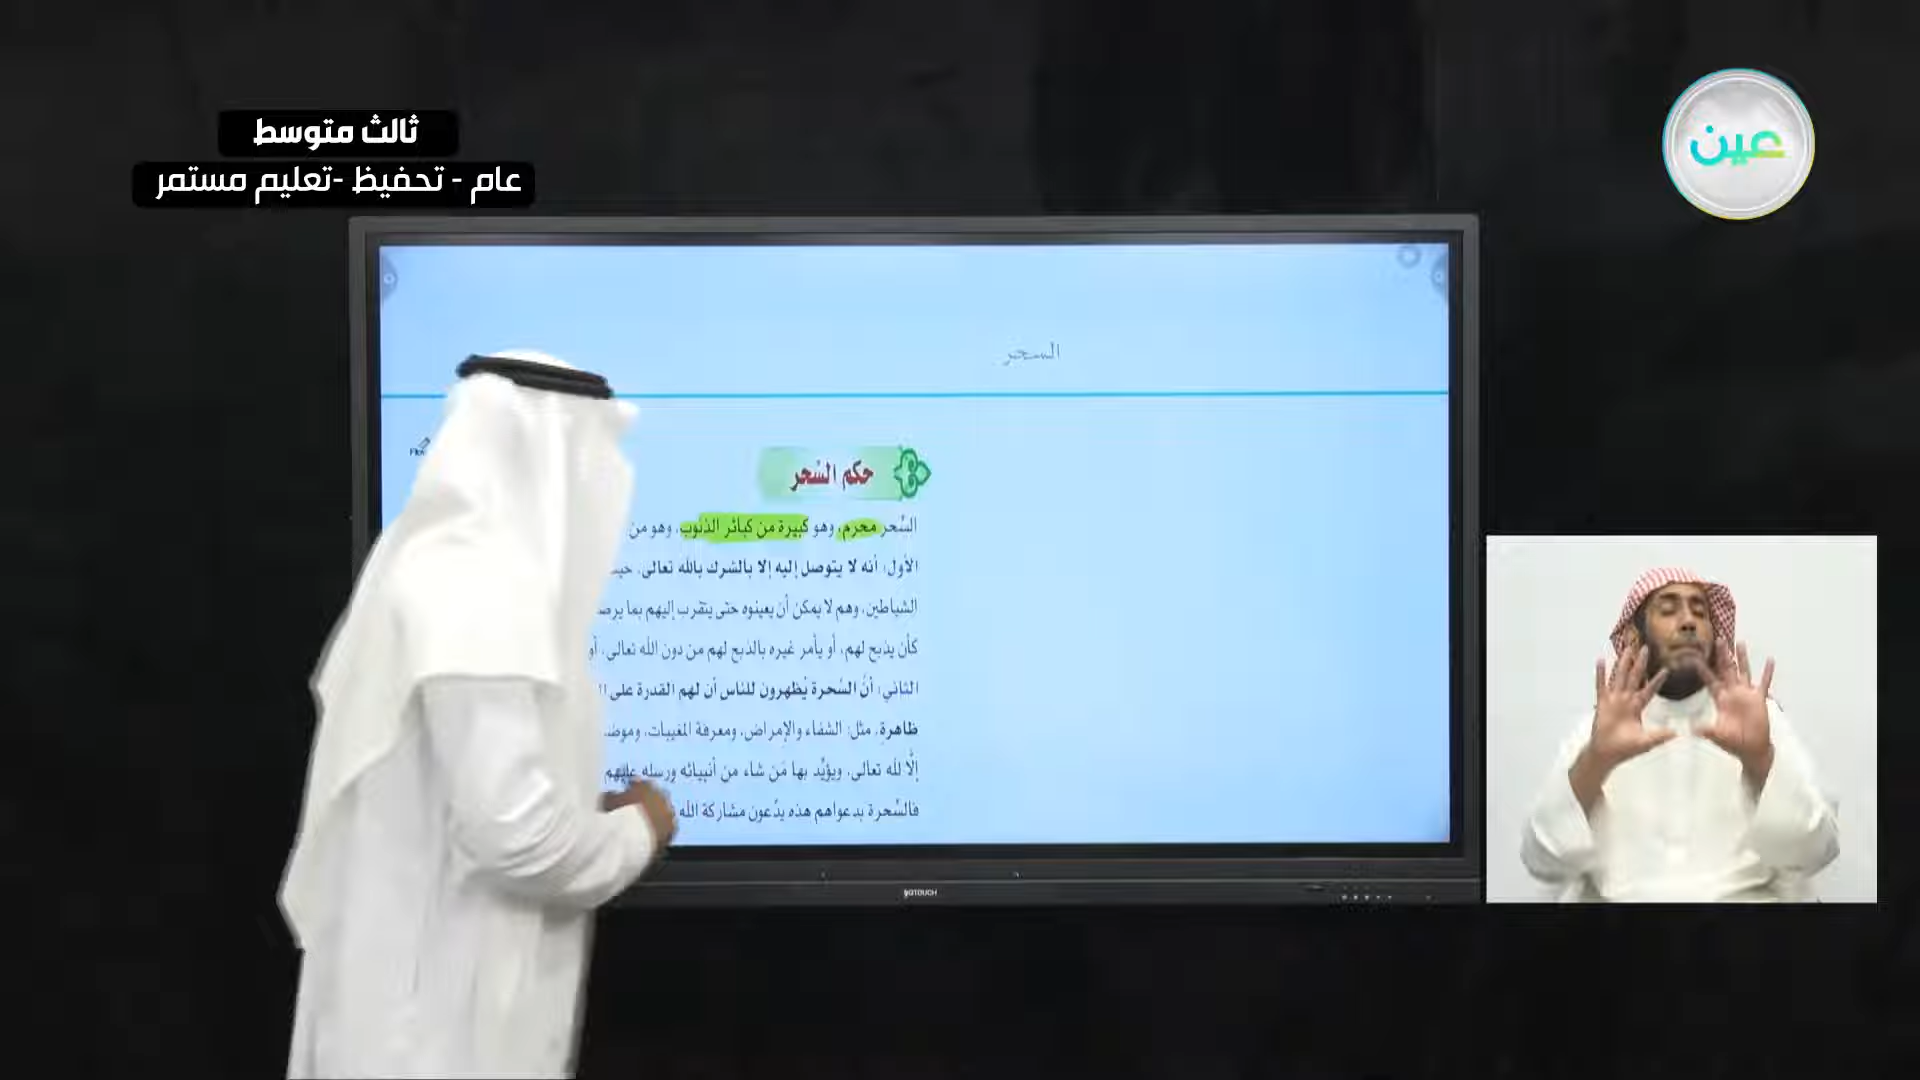 ثالث متوسط
عام - تحفيظ -تعليم مستمر
عين
السحر
حكم السِّحر
السِّحر محرم، وهو كبيرة من كبائر الذنوب، وهو من
الأول: أنه لا يتوصل إليه إلا بالشرك بالله تعالى،
الشياطين، وهم لا يمكن أن يعينوه حتى يتقرب إليهم بما
كأن يذبح لهم، أو يأمر غيره بالذبح لهم من دون الله تعالى، أو
الثاني: أنَّ السَّحرة يُظهرون للناس أن لهم القدرة على
ظاهرةٍ، مثل: الشفاء والإمراض، ومعرفة المغيبات،
إلَّا لله تعالى، ويؤيِّد بها مَن شاء من أنبيائه ورسله عليهم
فالسَّحرة بدعواهم هذه يدَّعون مشاركة الله